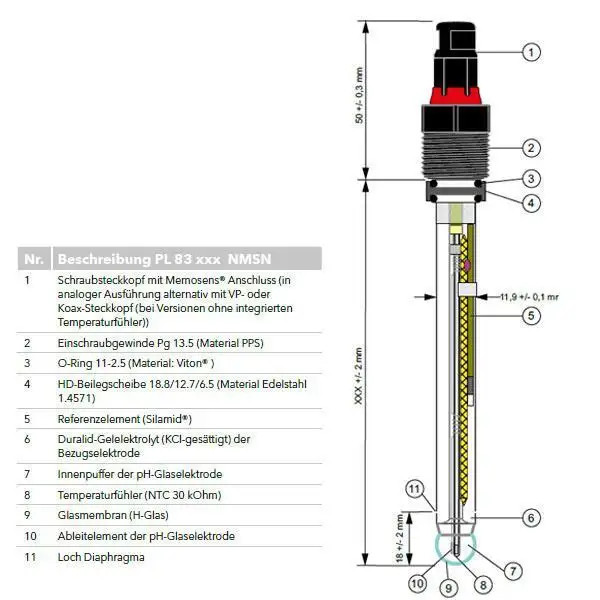 Nr. Beschreibung PL 83 xxx NMSN
1 Schraubsteckkopf mit Memosens® Anschluss (in
analoger Ausführung alternativ mit VP- oder
Koax-Steckkopf (bei Versionen ohne integrierten
Temperaturfühler))
2 Einschraubgewinde Pg 13.5 (Material PPS)
3 O-Ring 11-2.5 (Material: Viton® )
4 HD-Beilegscheibe 18.8/12.7/6.5 (Material Edelstahl
1.4571)
5 Referenzelement (Silamid®)
6 Duralid-Gelelektrolyt (KCl-gesättigt) der
Bezugselektrode
7 Innenpuffer der pH-Glaselektrode
8 Temperaturfühler (NTC 30 kOhm)
9 Glasmembran (H-Glas)
10 Ableitelement der pH-Glaselektrode
11 Loch Diaphragma
50 +/- 0,3 mm
1
2
3
4
11,9 +/- 0,1 mr
5
XXX +/- 2 mm
11
6
18 +/- 2 mm
7
10
9
8